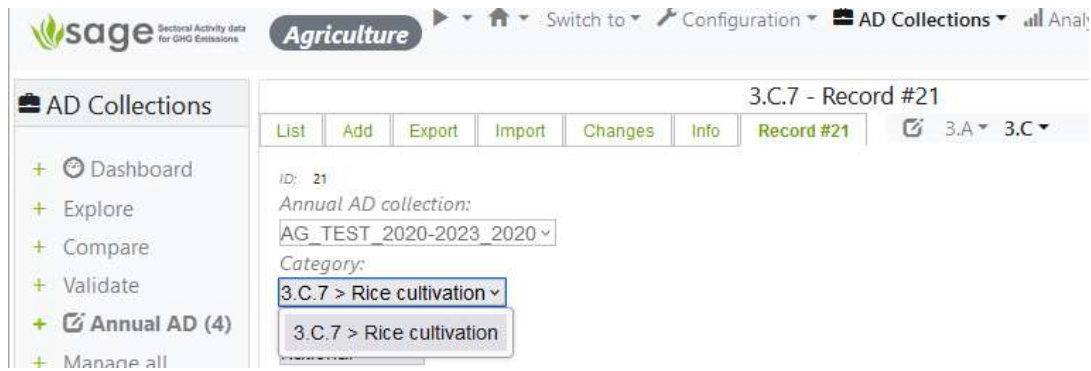 sage Sectoral Activity data for GHG Emissions
Agriculture
Switch to
Configuration
AD Collections
AD Collections
3.C.7 - Record #21
List Add Export Import Changes Info Record #21 3.A 3.C
+ Dashboard
+ Explore
+ Compare
+ Validate
+ Annual AD (4)
+ Manage all
ID: 21
Annual AD collection:
AG_TEST_2020-2023_2020
Category:
3.C.7 > Rice cultivation
3.C.7 > Rice cultivation